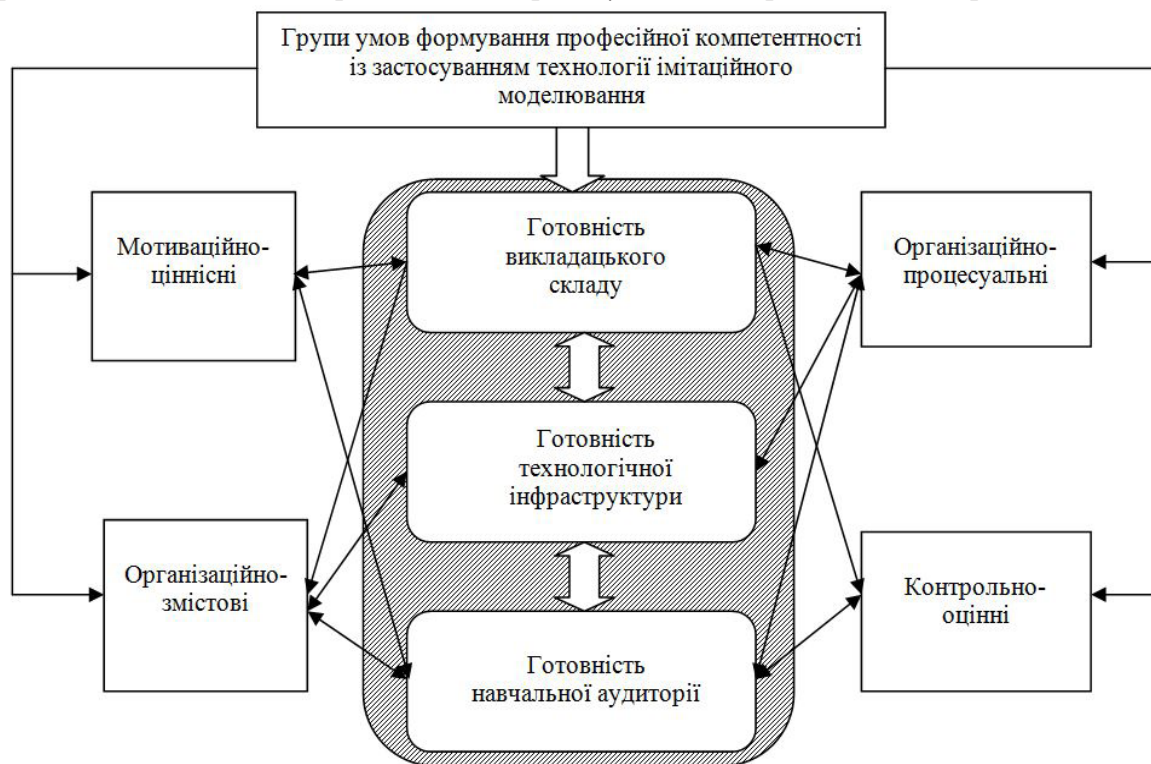 Групи умов формування професійної компетентності
із застосуванням технології імітаційного
моделювання
Мотиваційно-
ціннісні
Готовність
викладацького
складу
Організаційно-
процесуальні
Готовність
технологічної
інфраструктури
Організаційно-
змістові
Контрольно-
оцінні
Готовність
навчальної аудиторії